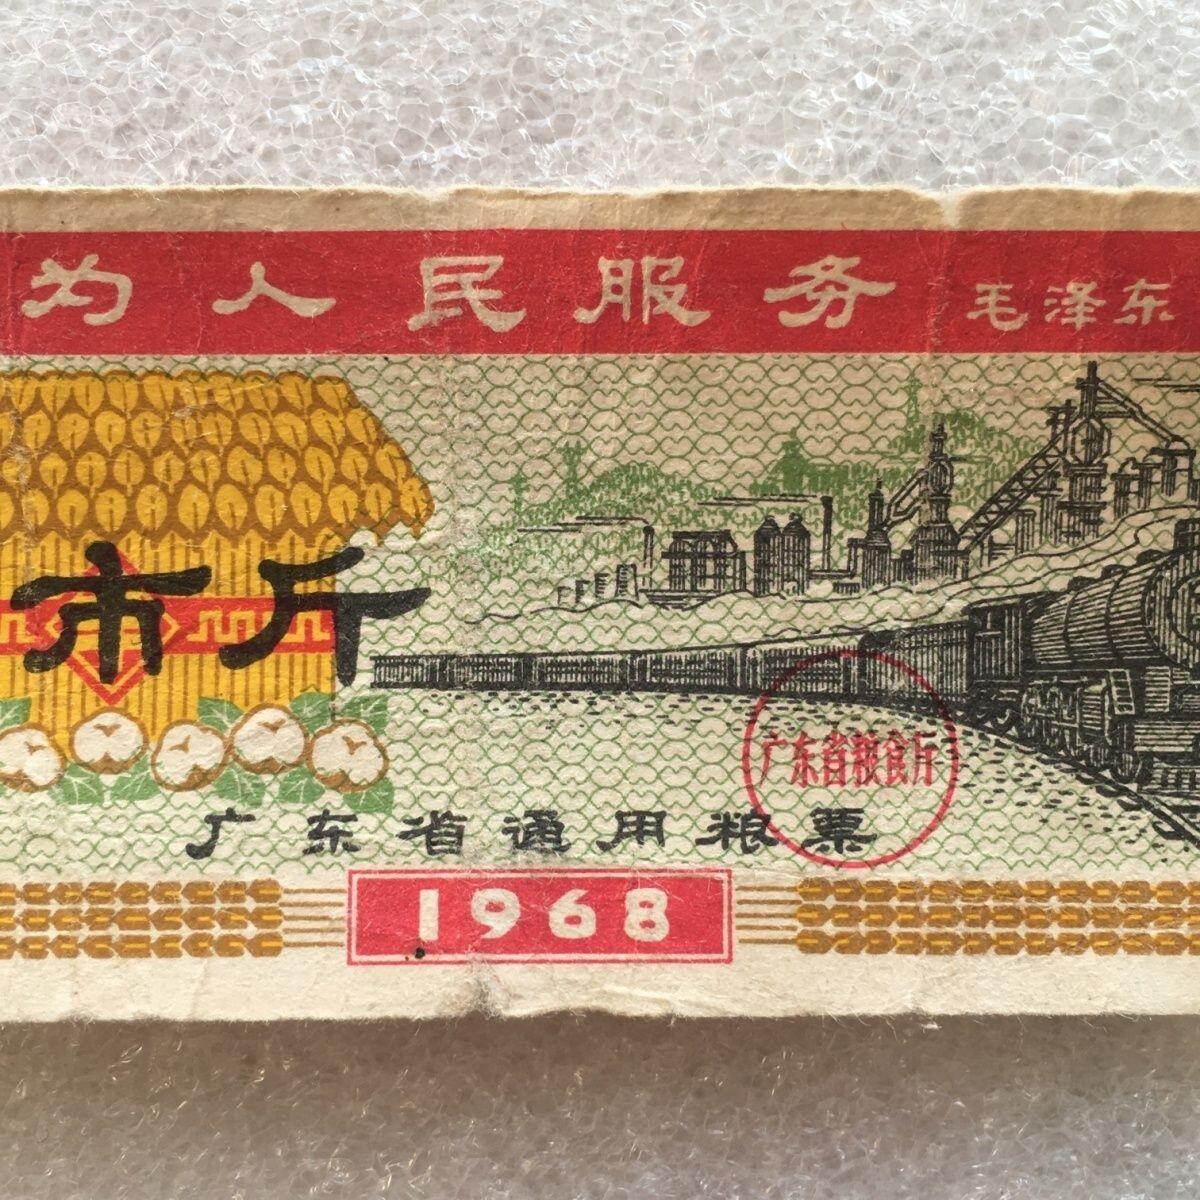 为人民服务 毛泽东
市斤
广东省粮食厅
广东省通用粮票
1968